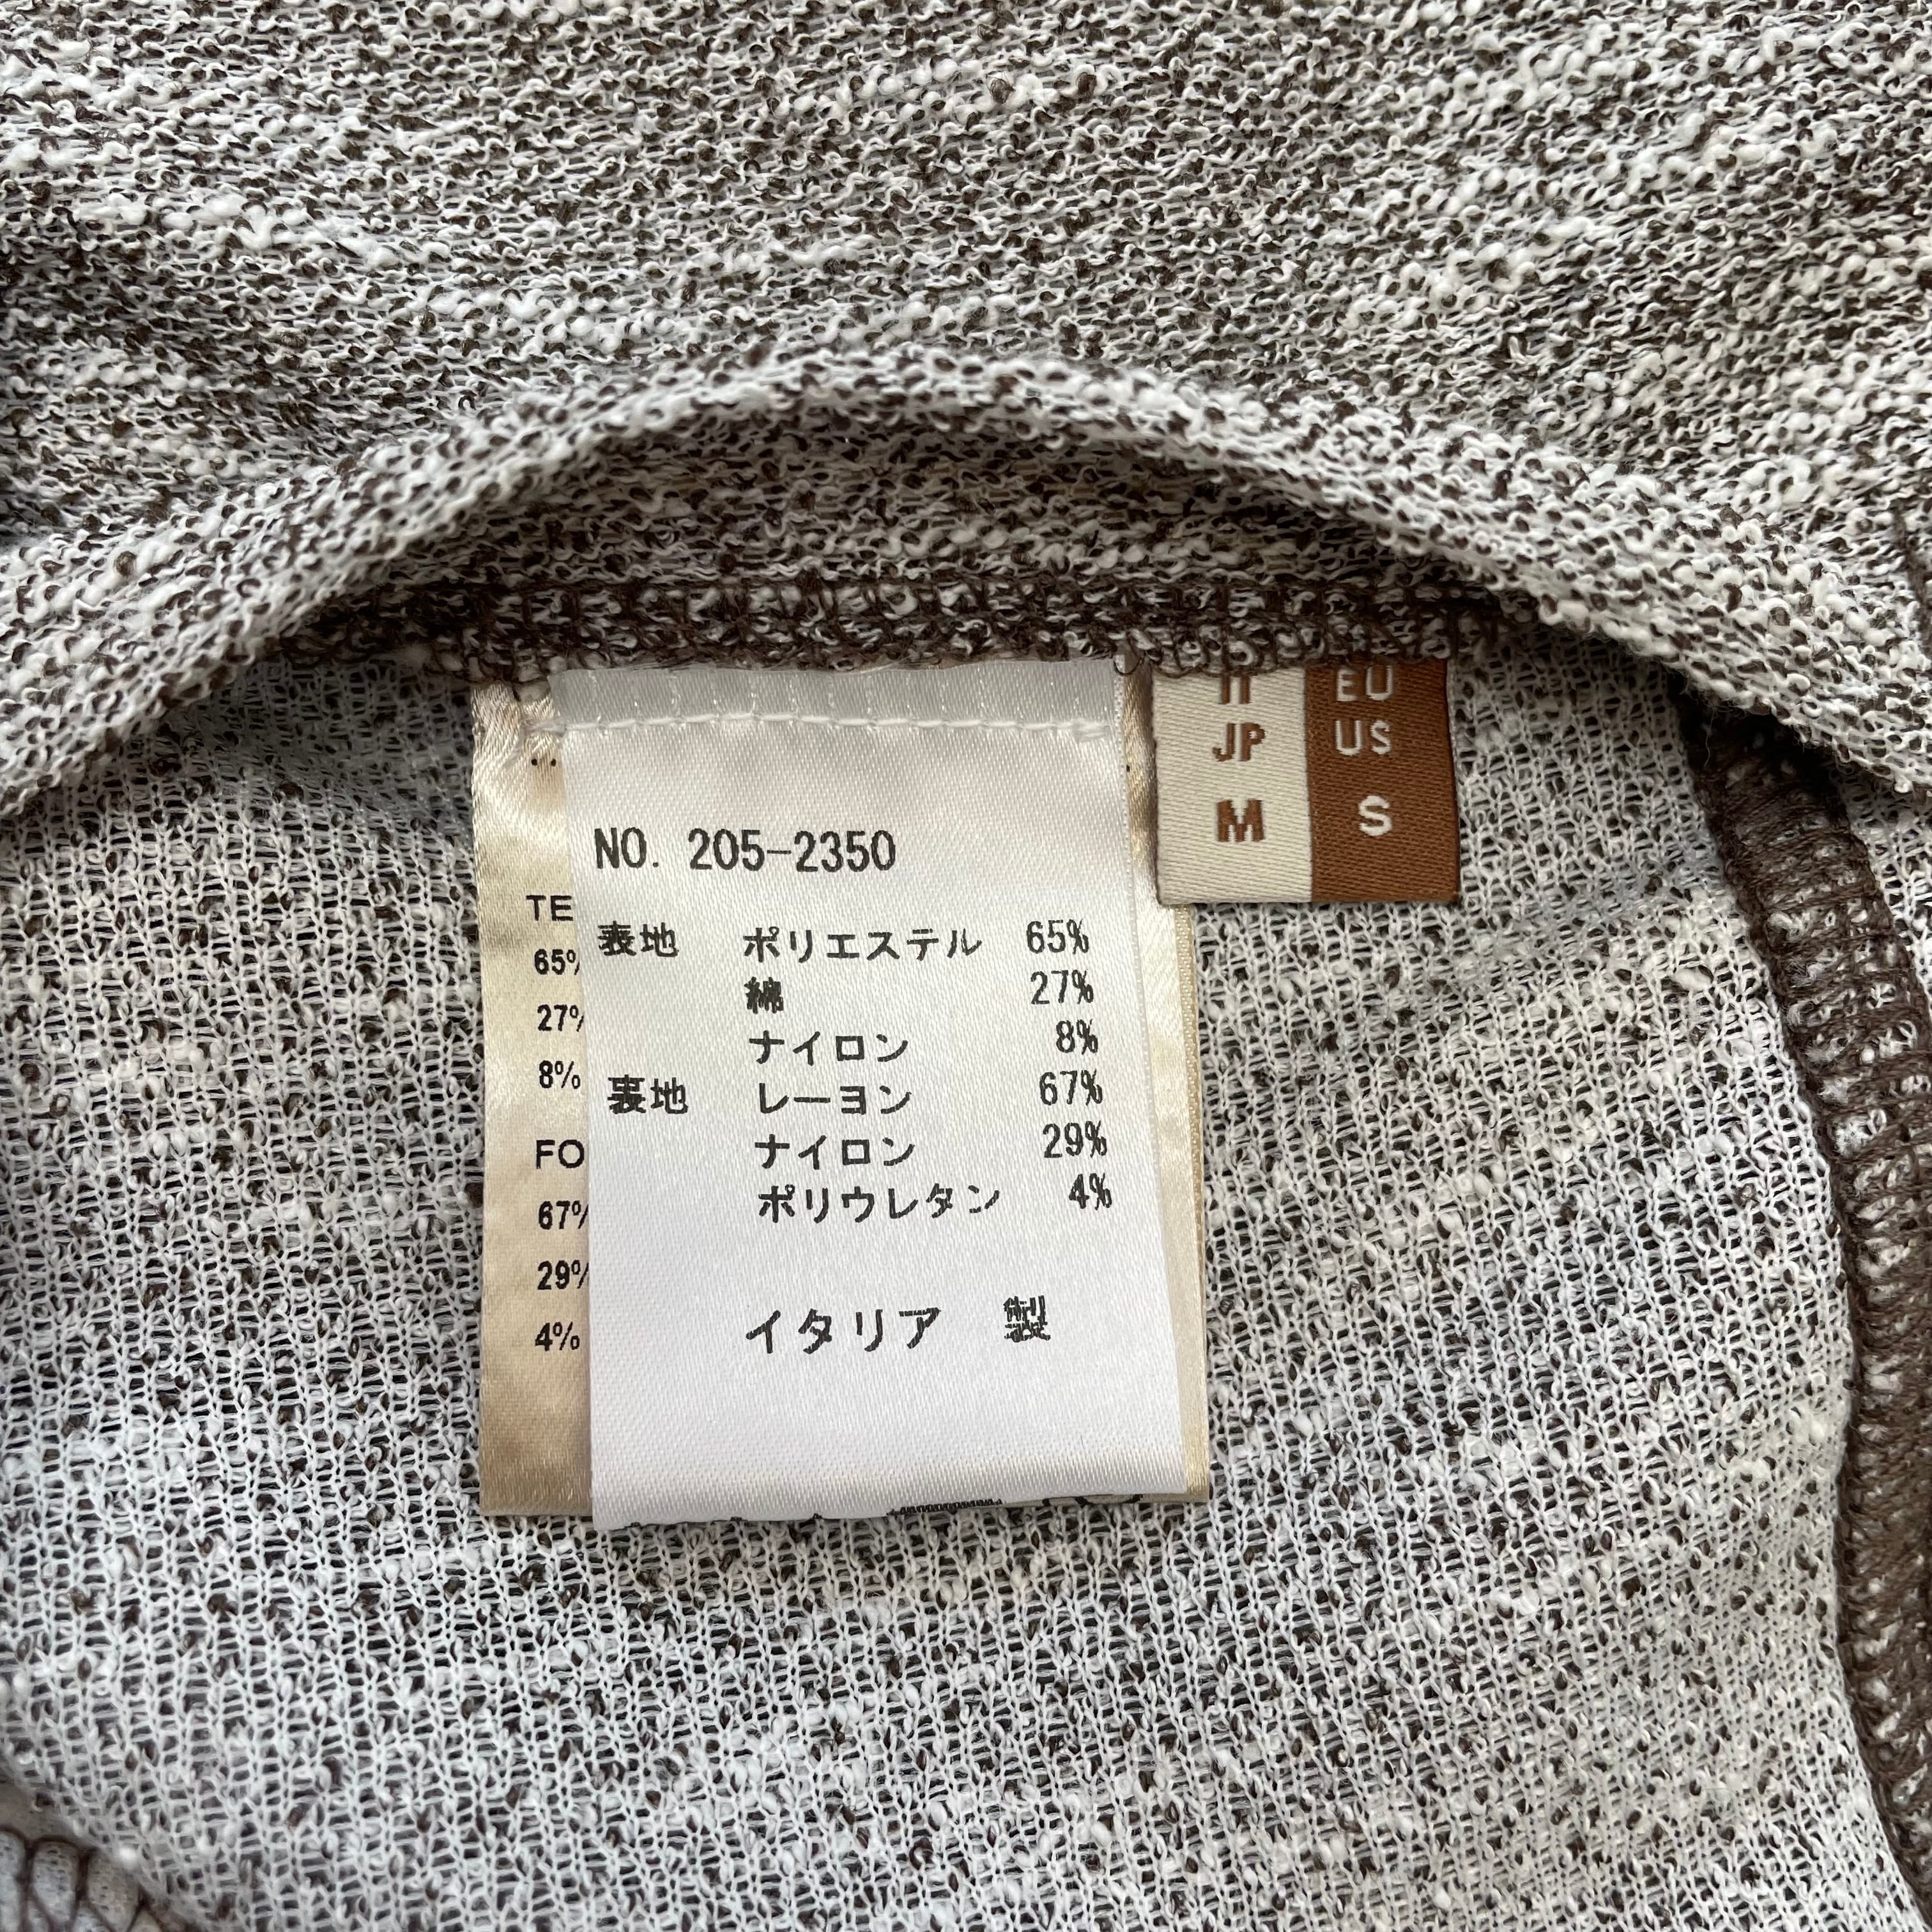 NO. 205-2350
表地 ポリエステル 65%
綿 27%
ナイロン 8%
裏地 レーヨン 67%
ナイロン 29%
ポリウレタン 4%
イタリア 製
65%
27%
8%
67%
29%
4%
IT EU
JP US
M S